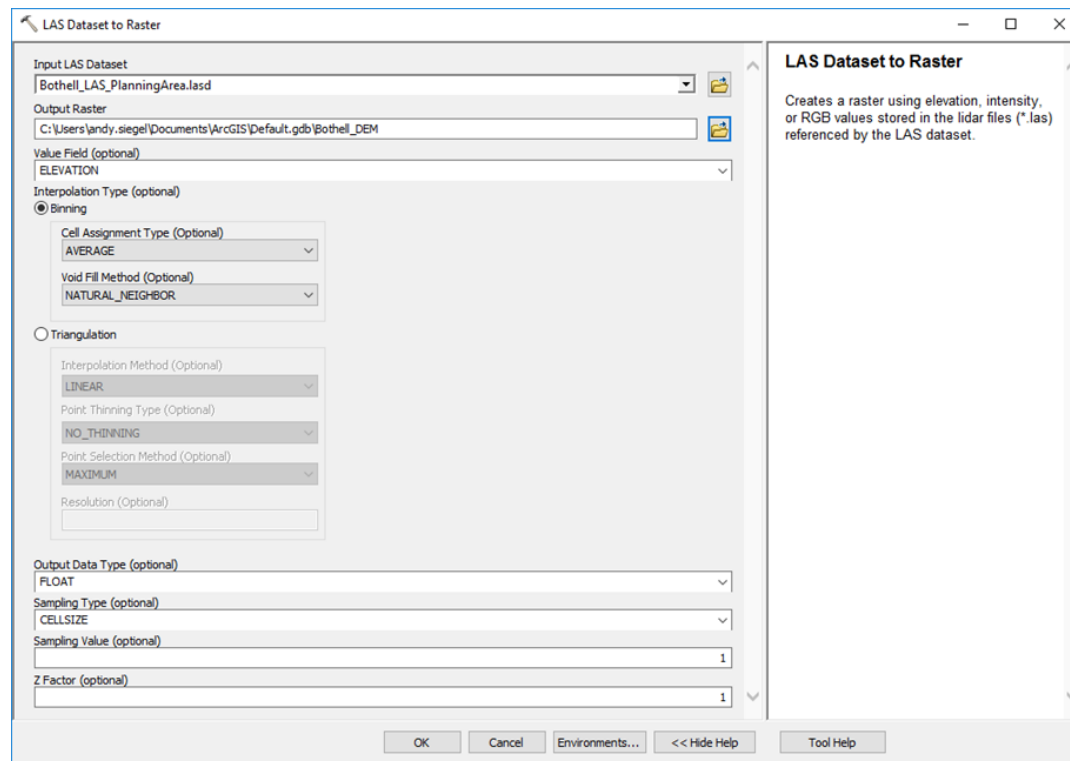 LAS Dataset to Raster
Input LAS Dataset
Bothell_LAS_PlanningArea.lasd
Output Raster
C:\Users\andy.siegel\Documents\ArcGIS\Default.gdb\Bothell_DEM
Value Field (optional)
ELEVATION
Interpolation Type (optional)
Binning
Cell Assignment Type (Optional)
AVERAGE
Void Fill Method (Optional)
NATURAL_NEIGHBOR
Triangulation
Interpolation Method (Optional)
LINEAR
Point Thinning Type (Optional)
NO_THINNING
Point Selection Method (Optional)
MAXIMUM
Resolution (Optional)
Output Data Type (optional)
FLOAT
Sampling Type (optional)
CELLSIZE
Sampling Value (optional)
1
Z Factor (optional)
1
LAS Dataset to Raster
Creates a raster using elevation, intensity,
or RGB values stored in the lidar files (*.las)
referenced by the LAS dataset.
OK Cancel Environments... << Hide Help Tool Help